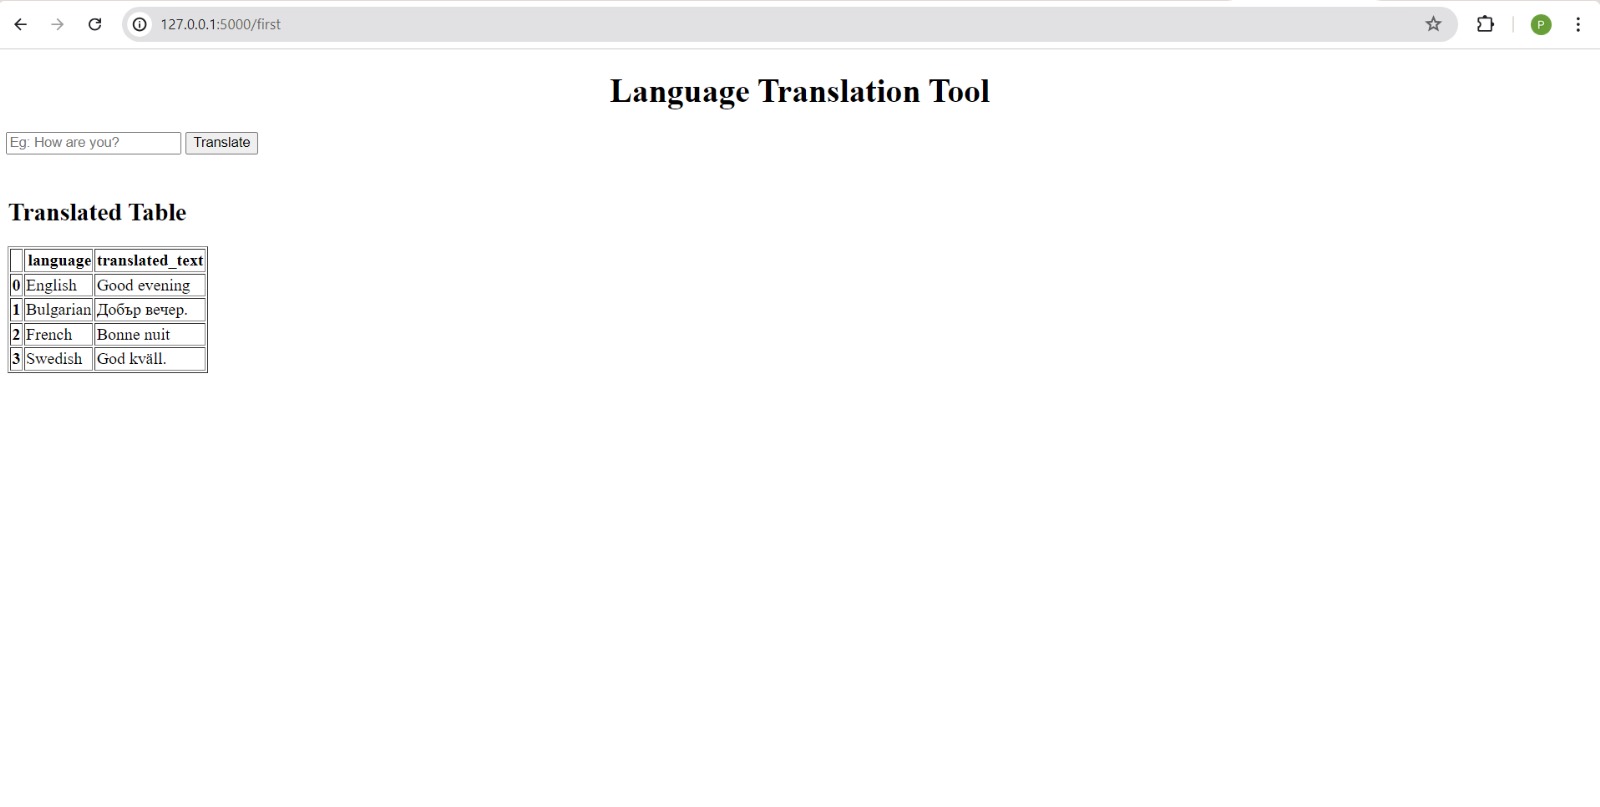 127.0.0.1:5000/first
P
Language Translation Tool
Eg: How are you? Translate
Translated Table
language translated_text
0 English Good evening
1 Bulgarian Добър вечер.
2 French Bonne nuit
3 Swedish God kväll.